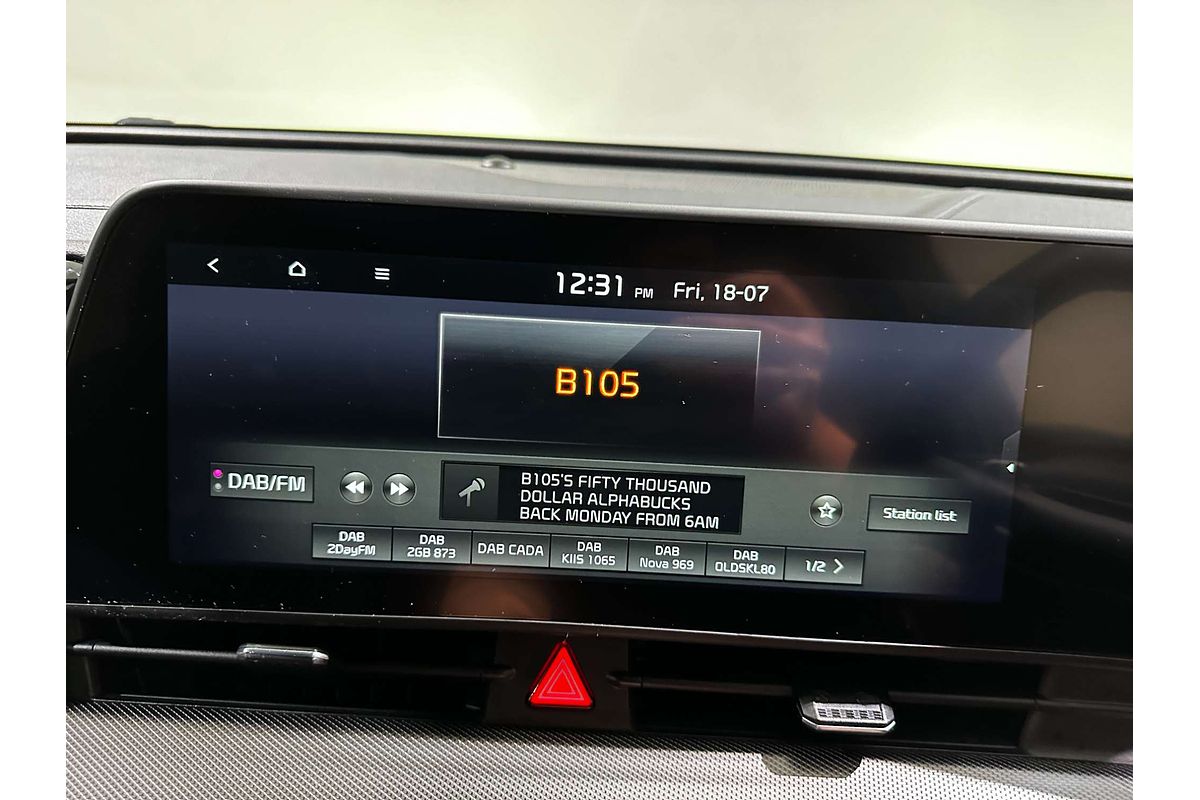 12:31 PM Fri, 18-07
B105
DAB/FM
B105'S FIFTY THOUSAND
DOLLAR ALPHABUCKS
BACK MONDAY FROM 6AM
Station list
DAB
2DayFM
DAB
2GB 873
DAB CADA
DAB
KIIS 1065
DAB
Nova 969
DAB
OLDSKL80
1/2